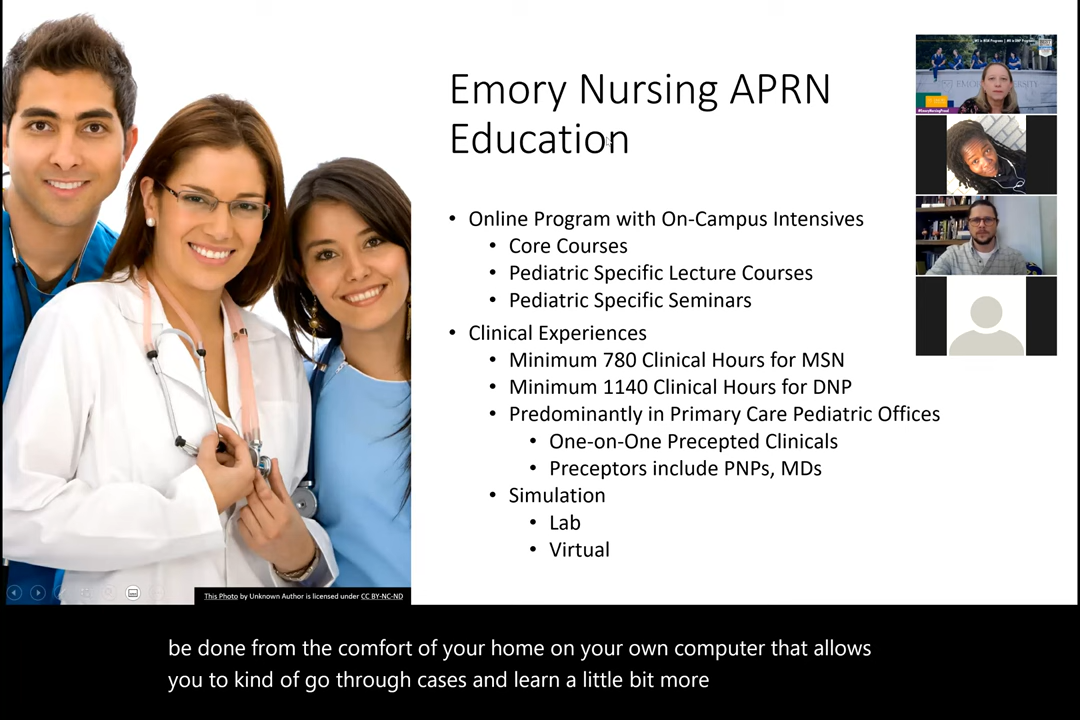 Emory Nursing APRN
Education
• Online Program with On-Campus Intensives
• Core Courses
• Pediatric Specific Lecture Courses
• Pediatric Specific Seminars
• Clinical Experiences
• Minimum 780 Clinical Hours for MSN
• Minimum 1140 Clinical Hours for DNP
• Predominantly in Primary Care Pediatric Offices
• One-on-One Precepted Clinicals
• Preceptors include PNPs, MDs
• Simulation
• Lab
• Virtual
This Photo by Unknown Author is licensed under CC BY-NC-ND
be done from the comfort of your home on your own computer that allows
you to kind of go through cases and learn a little bit more